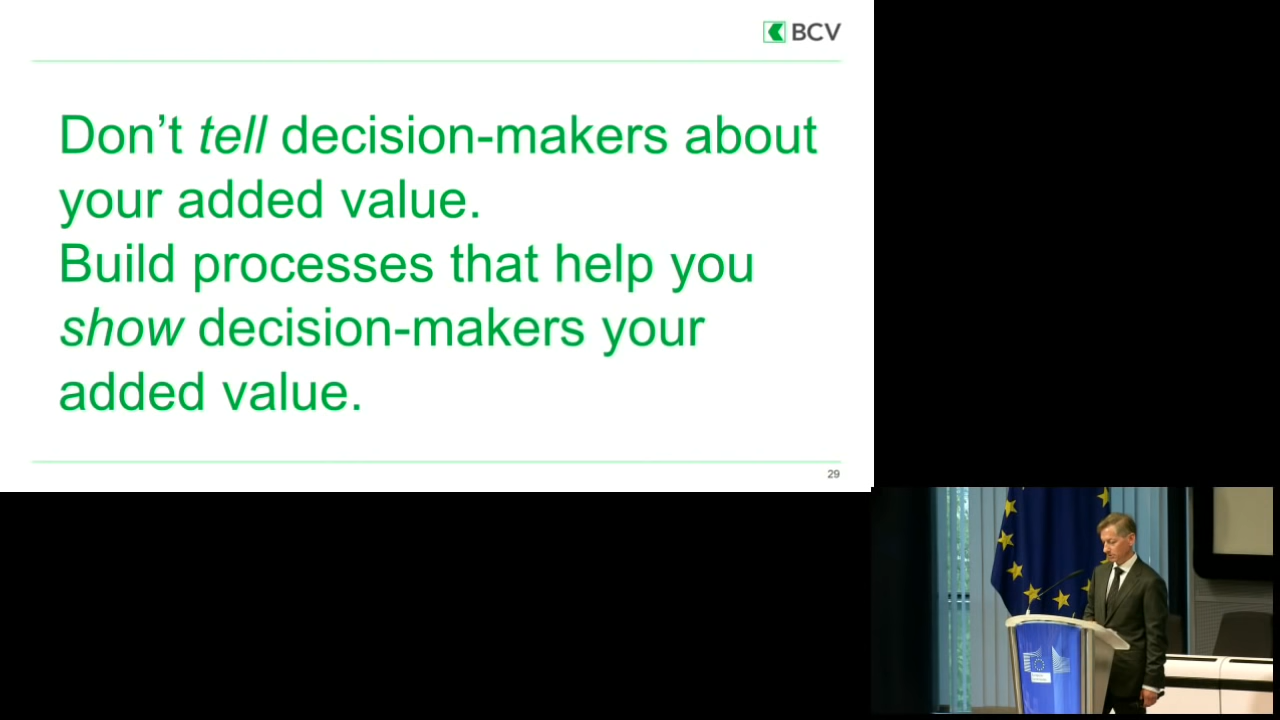 BCV
Don’t tell decision-makers about
your added value.
Build processes that help you
show decision-makers your
added value.
29